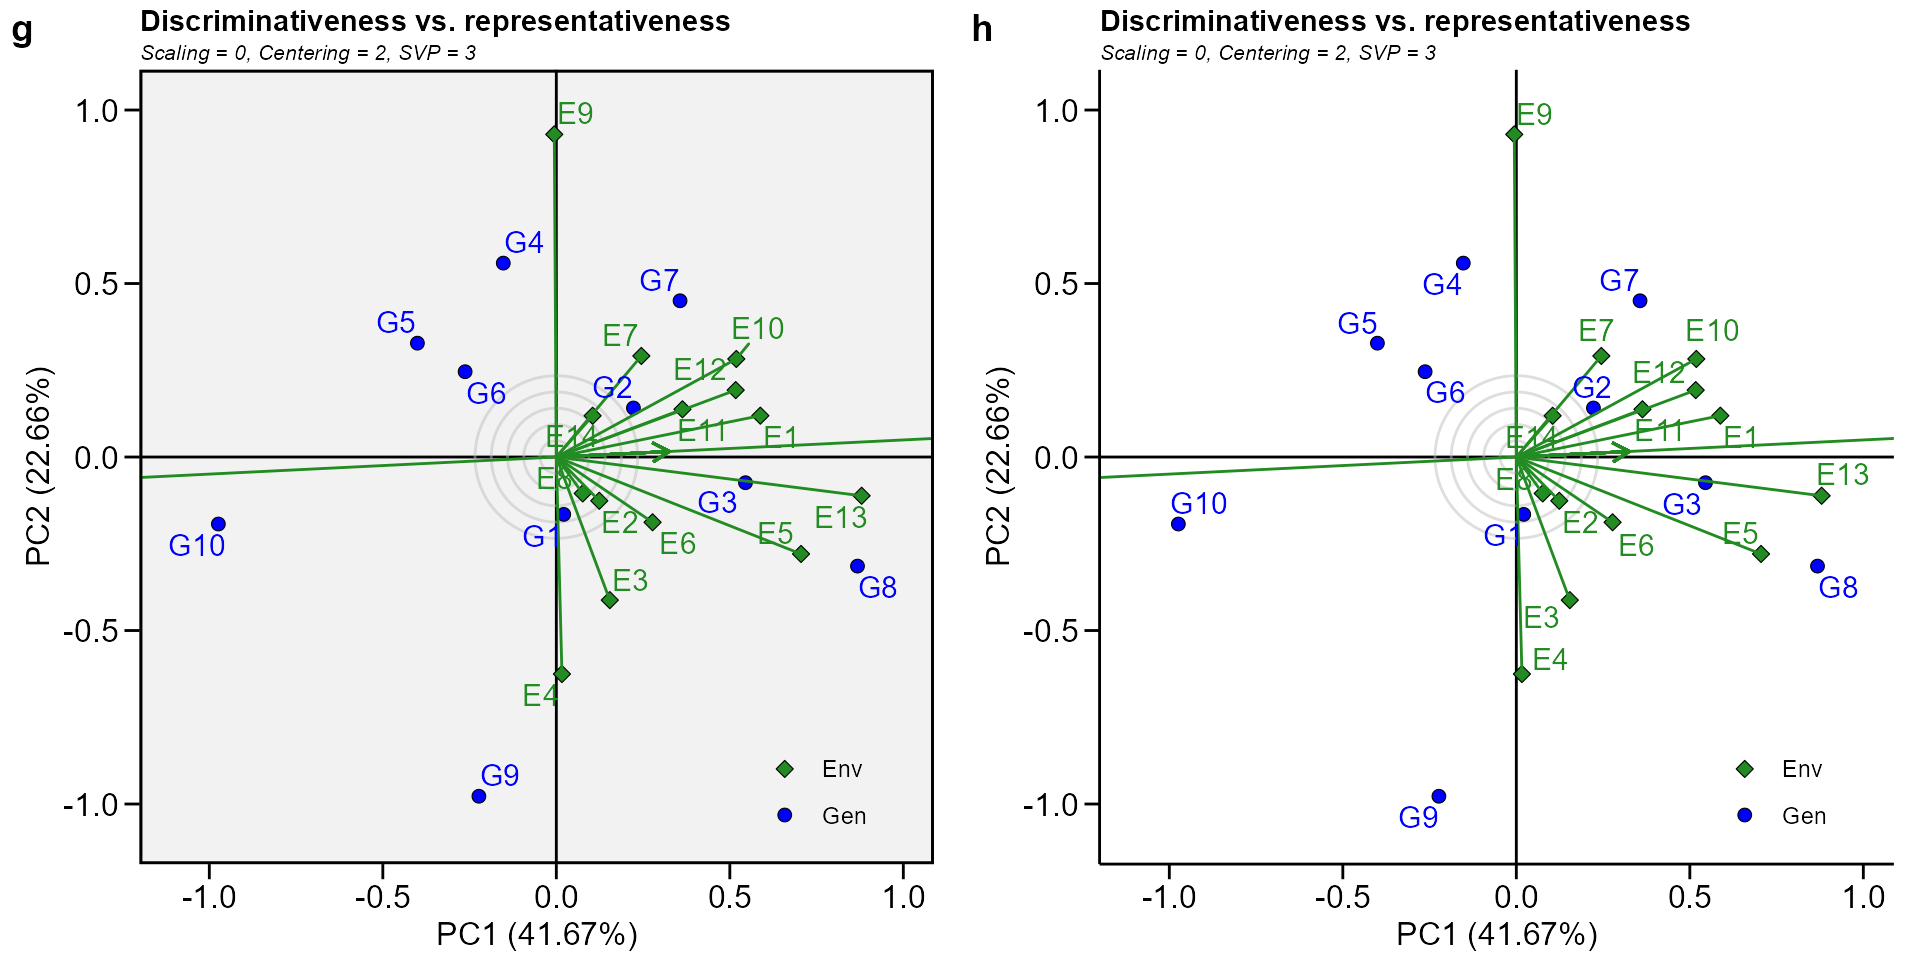 g
Discriminativeness vs. representativeness
Scaling = 0, Centering = 2, SVP = 3
1.0
0.5
0.0
-0.5
-1.0
PC2 (22.66%)
E9
G4
G7
G5
E7
E10
E12
G6
G2
E14
E11
E1
E8
G3
E13
G10
G1
E2
E6
E5
E3
G8
E4
G9
Env
Gen
-1.0
-0.5
0.0
0.5
1.0
PC1 (41.67%)
h
Discriminativeness vs. representativeness
Scaling = 0, Centering = 2, SVP = 3
1.0
0.5
0.0
-0.5
-1.0
PC2 (22.66%)
E9
G4
G7
G5
E7
E10
E12
G6
G2
E14
E11
E1
E8
E13
G10
G3
G1
E2
E6
E5
G8
E3
E4
G9
Env
Gen
-1.0
-0.5
0.0
0.5
1.0
PC1 (41.67%)